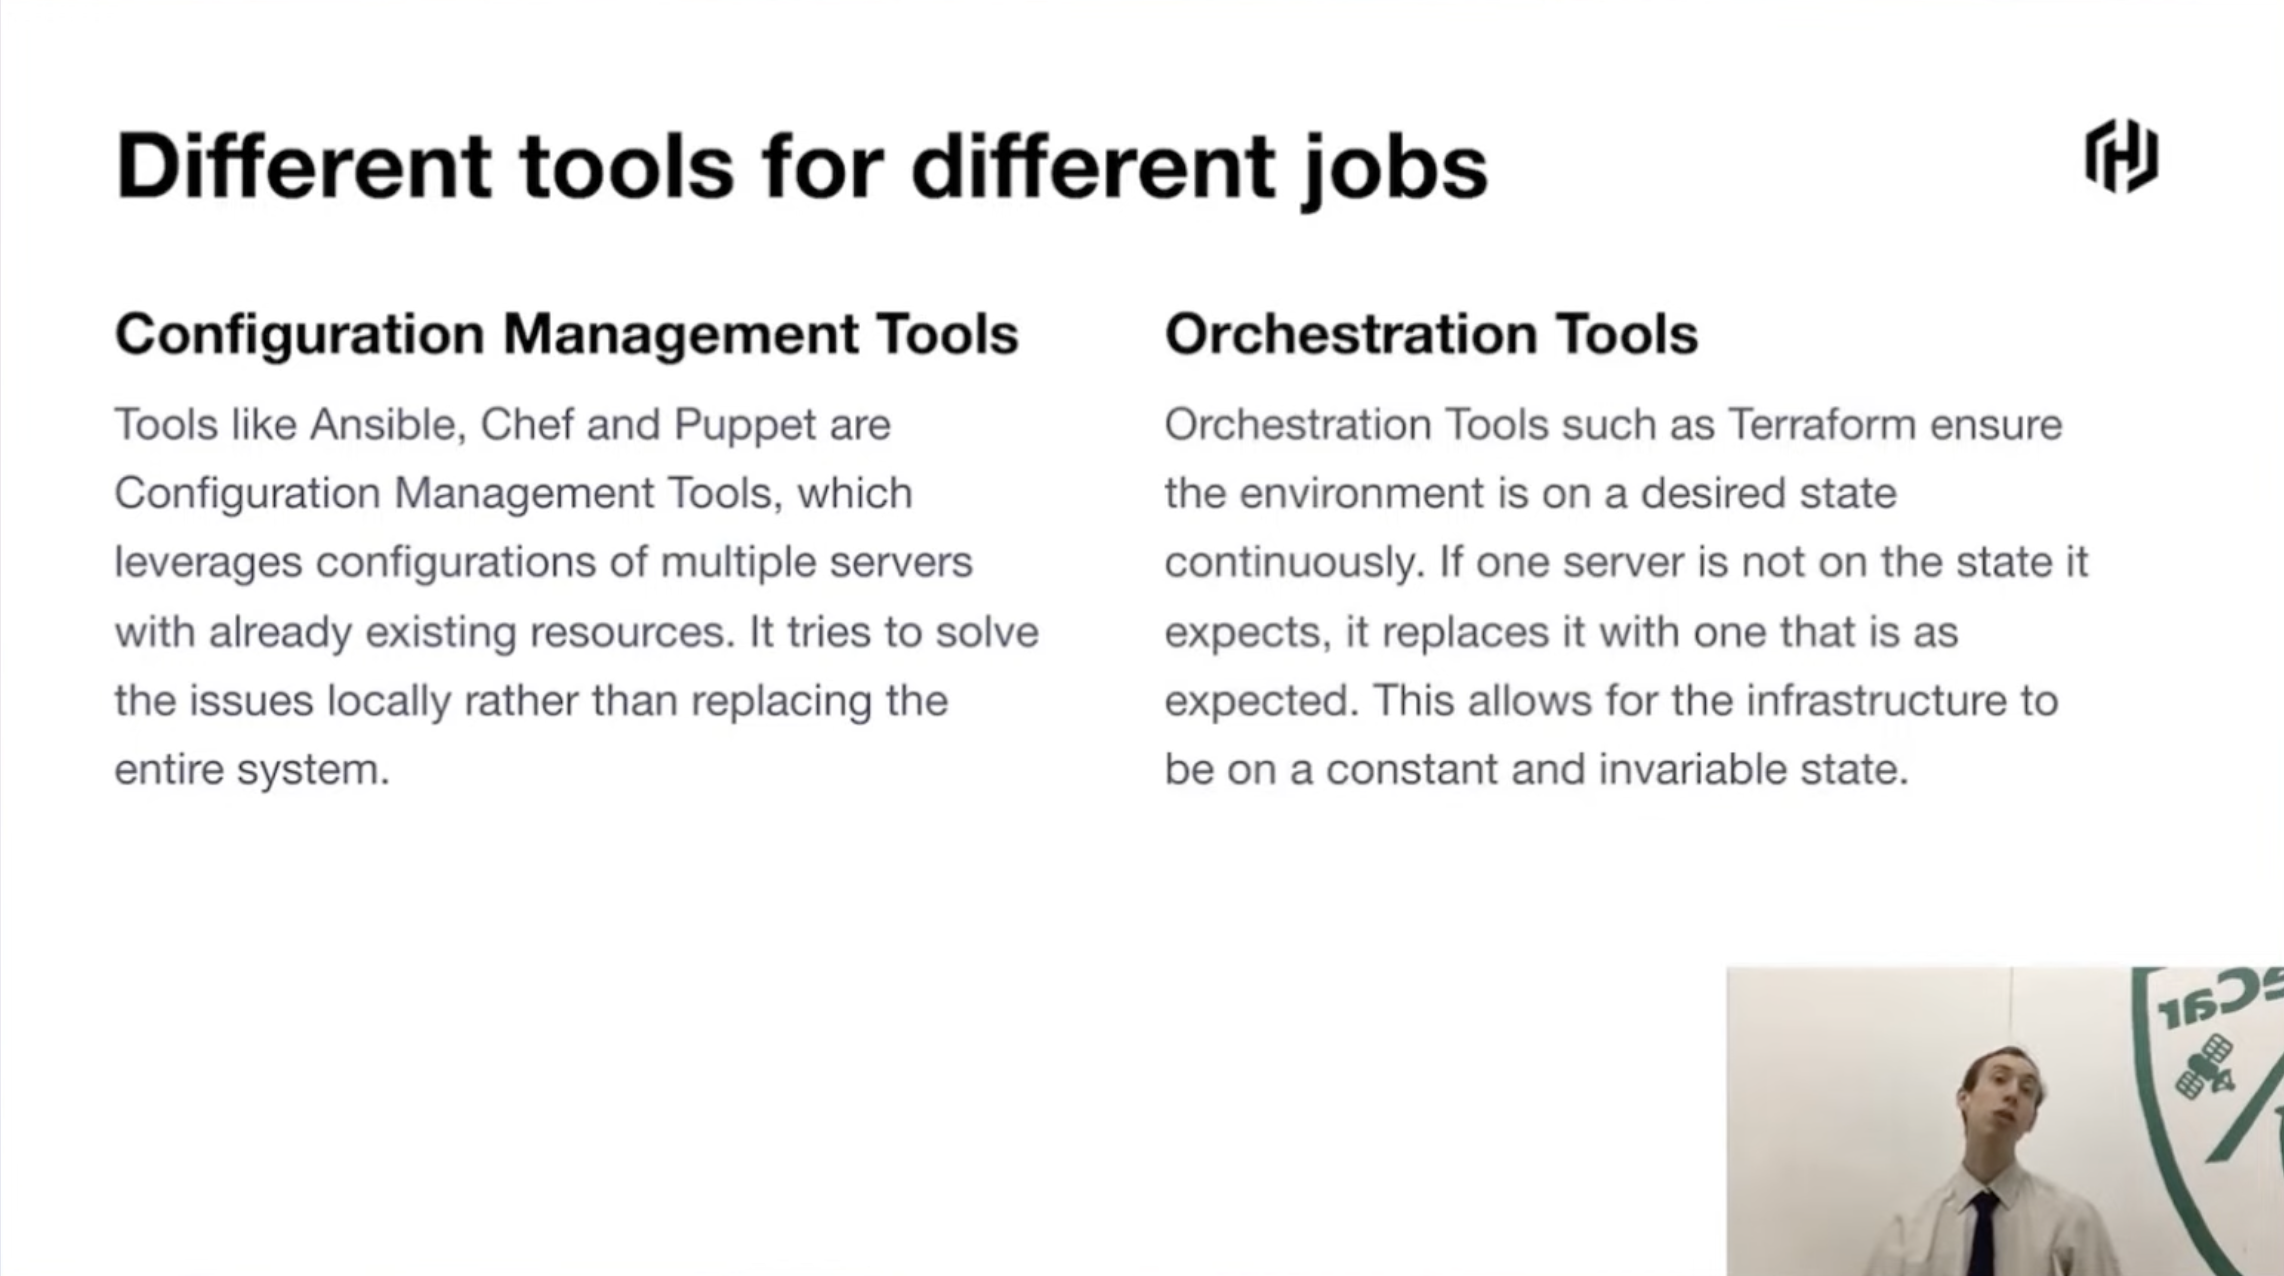 Different tools for different jobs
Configuration Management Tools
Tools like Ansible, Chef and Puppet are
Configuration Management Tools, which
leverages configurations of multiple servers
with already existing resources. It tries to solve
the issues locally rather than replacing the
entire system.
Orchestration Tools
Orchestration Tools such as Terraform ensure
the environment is on a desired state
continuously. If one server is not on the state it
expects, it replaces it with one that is as
expected. This allows for the infrastructure to
be on a constant and invariable state.